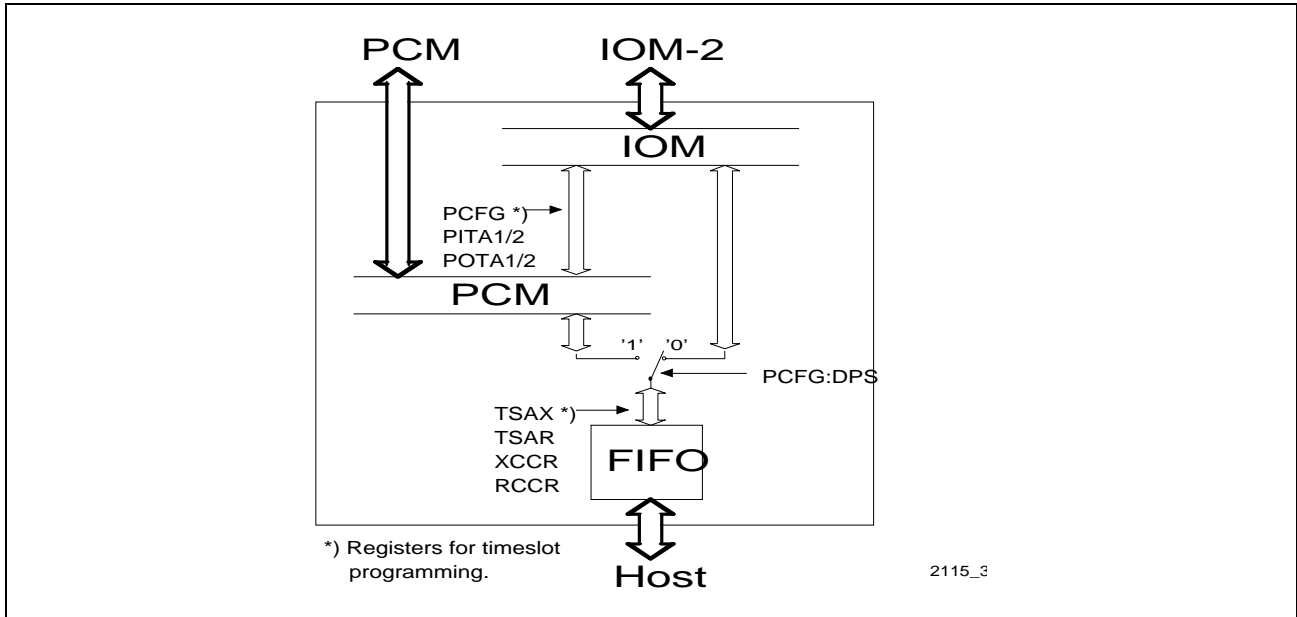 PCM
IOM-2
IOM
PCFG *)
PITA1/2
POTA1/2
PCM
'1' '0'
PCFG:DPS
TSAX *)
TSAR
XCCR
RCCR
FIFO
*) Registers for timeslot
programming.
Host
2115_3